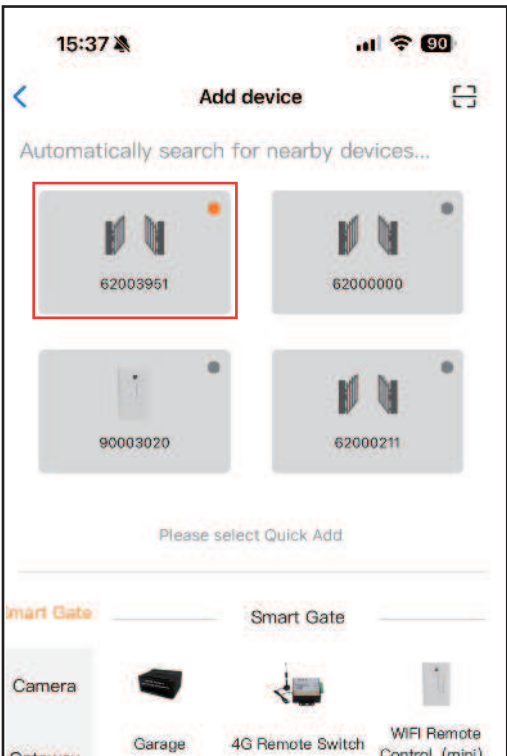 15:37
90
Add device
Automatically search for nearby devices...
62003951
62000000
90003020
62000211
Please select Quick Add
Smart Gate
Smart Gate
Camera
Garage
4G Remote Switch
WIFI Remote
Control (mini)